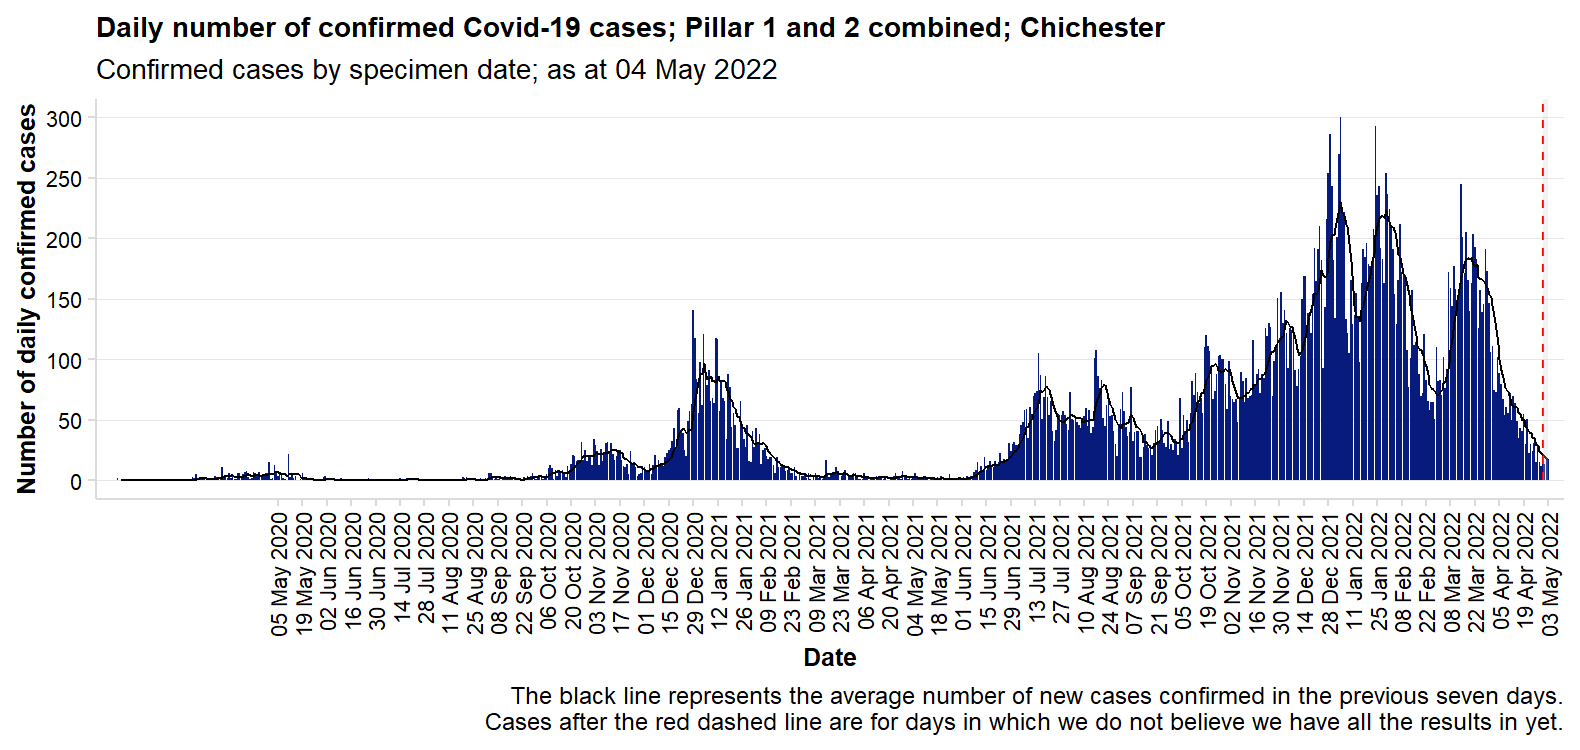 Daily number of confirmed Covid-19 cases; Pillar 1 and 2 combined; Chichester
Confirmed cases by specimen date; as at 04 May 2022
Number of daily confirmed cases
300
250
200
150
100
50
0
05 May 2020
19 May 2020
02 Jun 2020
16 Jun 2020
30 Jun 2020
14 Jul 2020
28 Jul 2020
11 Aug 2020
25 Aug 2020
08 Sep 2020
22 Sep 2020
06 Oct 2020
20 Oct 2020
03 Nov 2020
17 Nov 2020
01 Dec 2020
15 Dec 2020
29 Dec 2020
12 Jan 2021
26 Jan 2021
09 Feb 2021
23 Feb 2021
09 Mar 2021
23 Mar 2021
06 Apr 2021
20 Apr 2021
04 May 2021
18 May 2021
01 Jun 2021
15 Jun 2021
29 Jun 2021
13 Jul 2021
27 Jul 2021
10 Aug 2021
24 Aug 2021
07 Sep 2021
21 Sep 2021
05 Oct 2021
19 Oct 2021
02 Nov 2021
16 Nov 2021
30 Nov 2021
14 Dec 2021
28 Dec 2021
11 Jan 2022
25 Jan 2022
08 Feb 2022
22 Feb 2022
08 Mar 2022
22 Mar 2022
05 Apr 2022
19 Apr 2022
03 May 2022
Date
The black line represents the average number of new cases confirmed in the previous seven days.
Cases after the red dashed line are for days in which we do not believe we have all the results in yet.